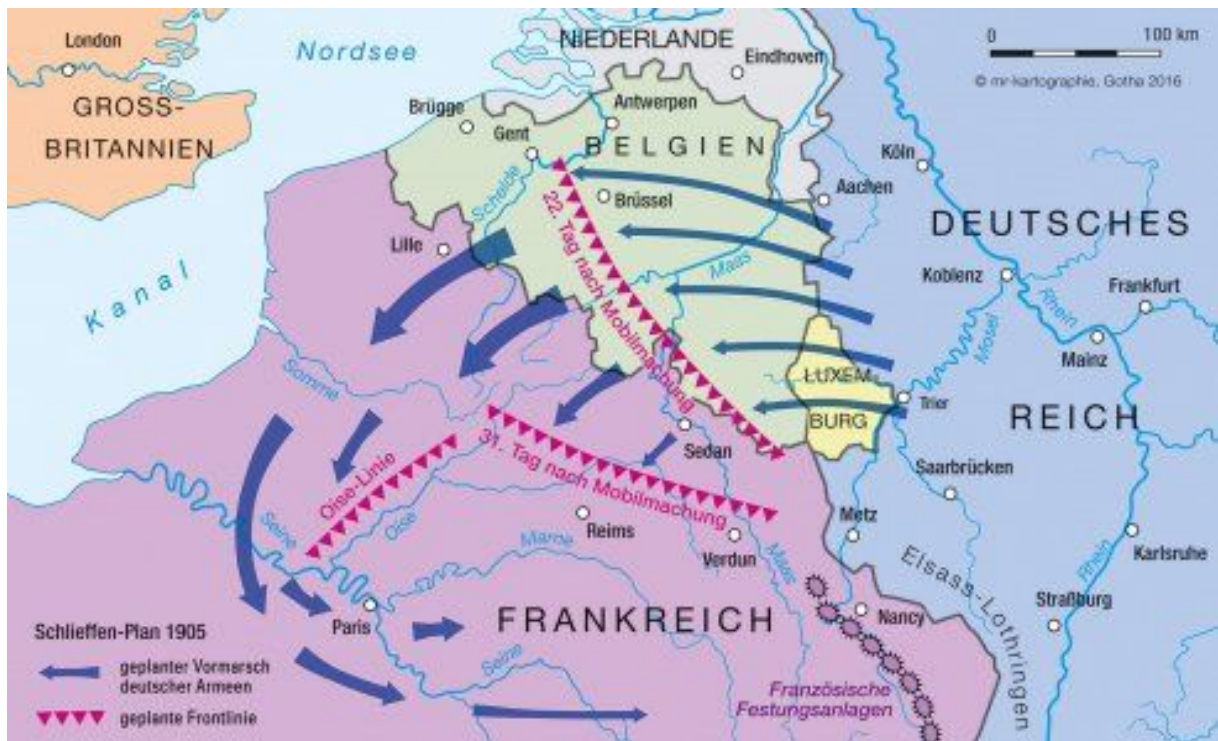 London
Nordsee
NIEDERLANDE
Eindhoven
0 100 km
© mr-kartographie, Gotha 2016
GROSS-
BRITANNIEN
Brügge
Antwerpen
Gent
BELGIEN
Köln
Aachen
Schelde
Brüssel
22. Tag nach Mobilmachung
DEUTSCHES
Lille
Maas
Koblenz
Frankfurt
Kanal
Rhein
Mosel
Mainz
LUXEM
BURG
Trier
Somme
REICH
Sedan
31. Tag nach Mobilmachung
Saarbrücken
Oise-Linie
Oise
Seine
Reims
Verdun
Metz
Marne
Maas
Rhein
Karlsruhe
Elsass-Lothringen
Straßburg
Nancy
Paris
FRANKREICH
Seine
Französische
Festungsanlagen
Schlieffen-Plan 1905
geplanter Vormarsch
deutscher Armeen
geplante Frontlinie